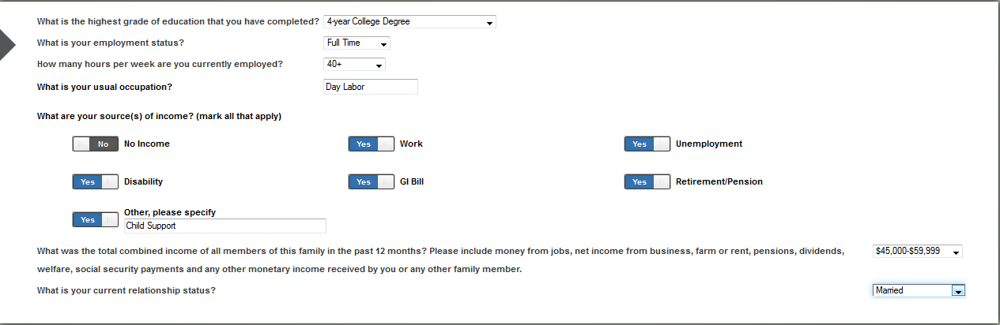 What is the highest grade of education that you have completed? 4-year College Degree
What is your employment status? Full Time
How many hours per week are you currently employed? 40+
What is your usual occupation? Day Labor
What are your source(s) of income? (mark all that apply)
No No Income Yes Work Yes Unemployment
Yes Disability Yes GI Bill Yes Retirement/Pension
Yes Other, please specify
Child Support
What was the total combined income of all members of this family in the past 12 months? Please include money from jobs, net income from business, farm or rent, pensions, dividends, $45,000-$59,999
welfare, social security payments and any other monetary income received by you or any other family member.
What is your current relationship status? Married